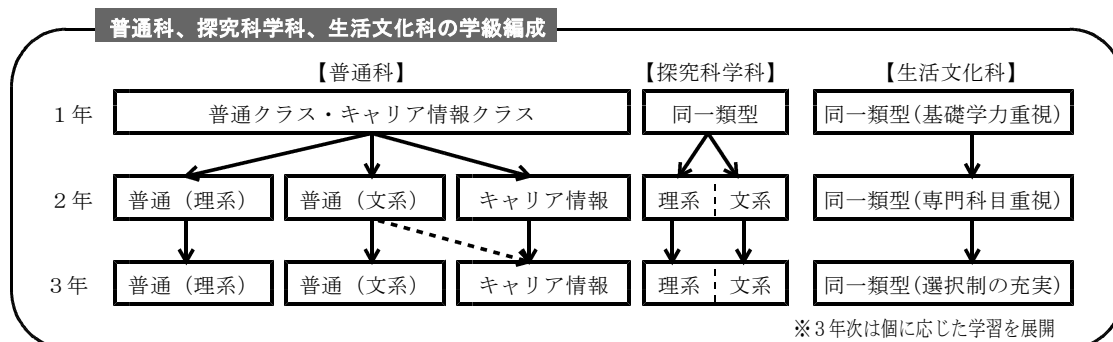 普通科、探究科学科、生活文化科の学級編成
【普通科】 【探究科学科】 【生活文化科】
1年 普通クラス・キャリア情報クラス 同一類型 同一類型(基礎学力重視)
2年 普通（理系） 普通（文系） キャリア情報 理系 文系 同一類型(専門科目重視)
3年 普通（理系） 普通（文系） キャリア情報 理系 文系 同一類型(選択制の充実)
※3年次は個に応じた学習を展開